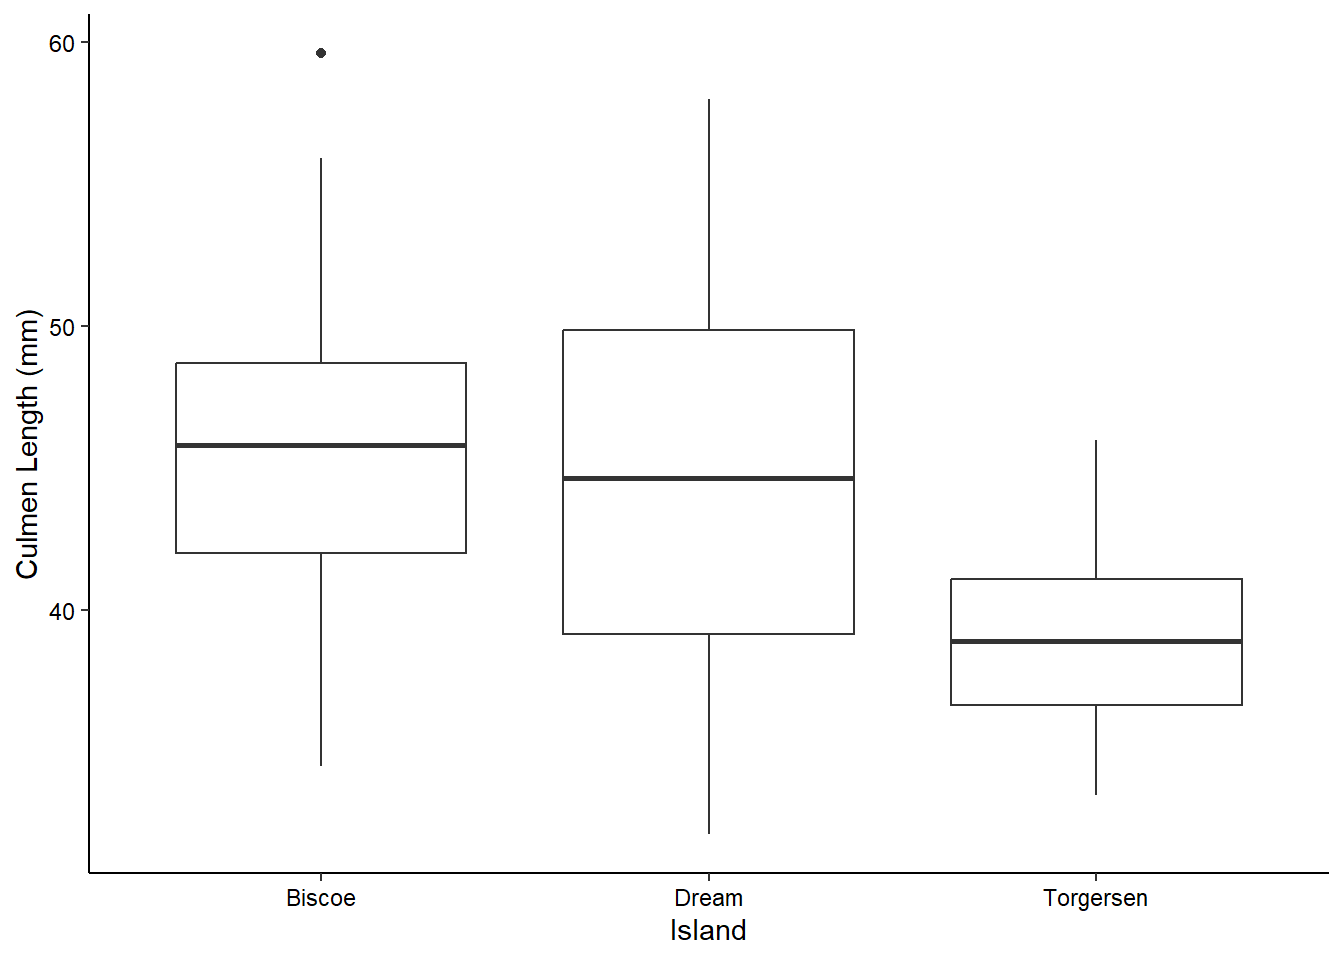 60
50
40
Culmen Length (mm)
Biscoe
Dream
Torgersen
Island